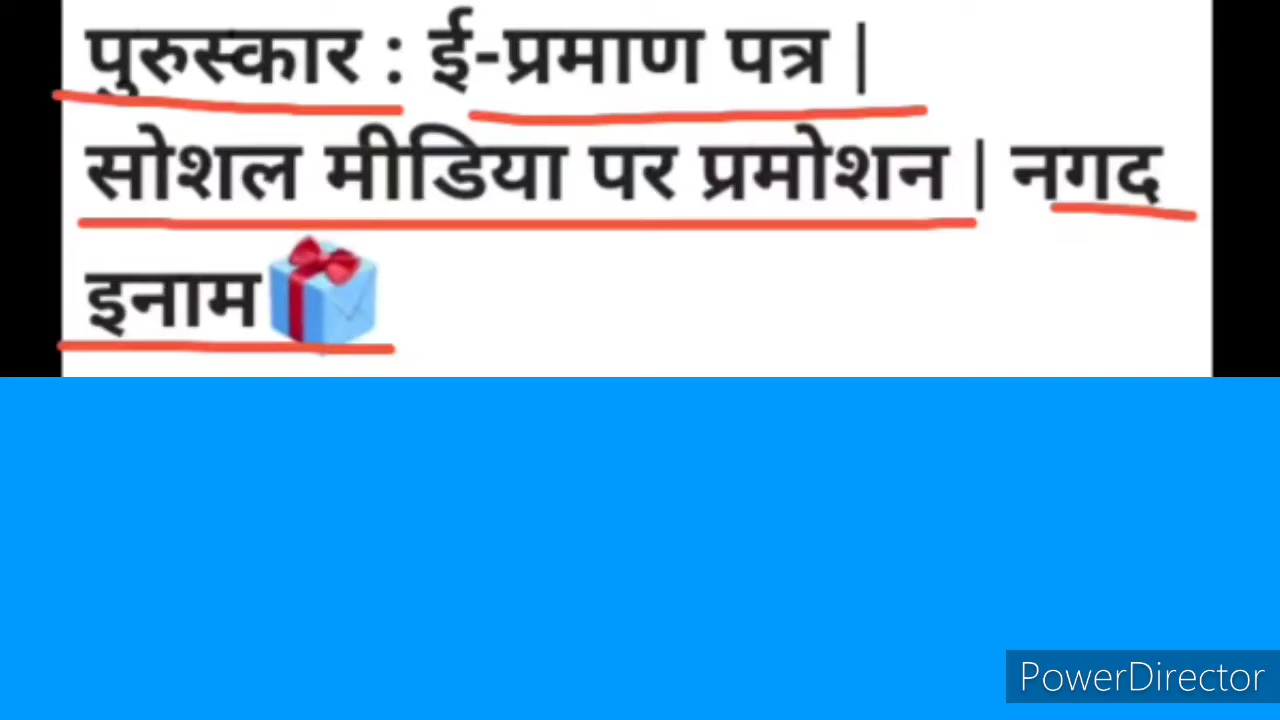 पुरुस्कार : ई-प्रमाण पत्र |
सोशल मीडिया पर प्रमोशन | नगद
इनाम🎁
PowerDirector